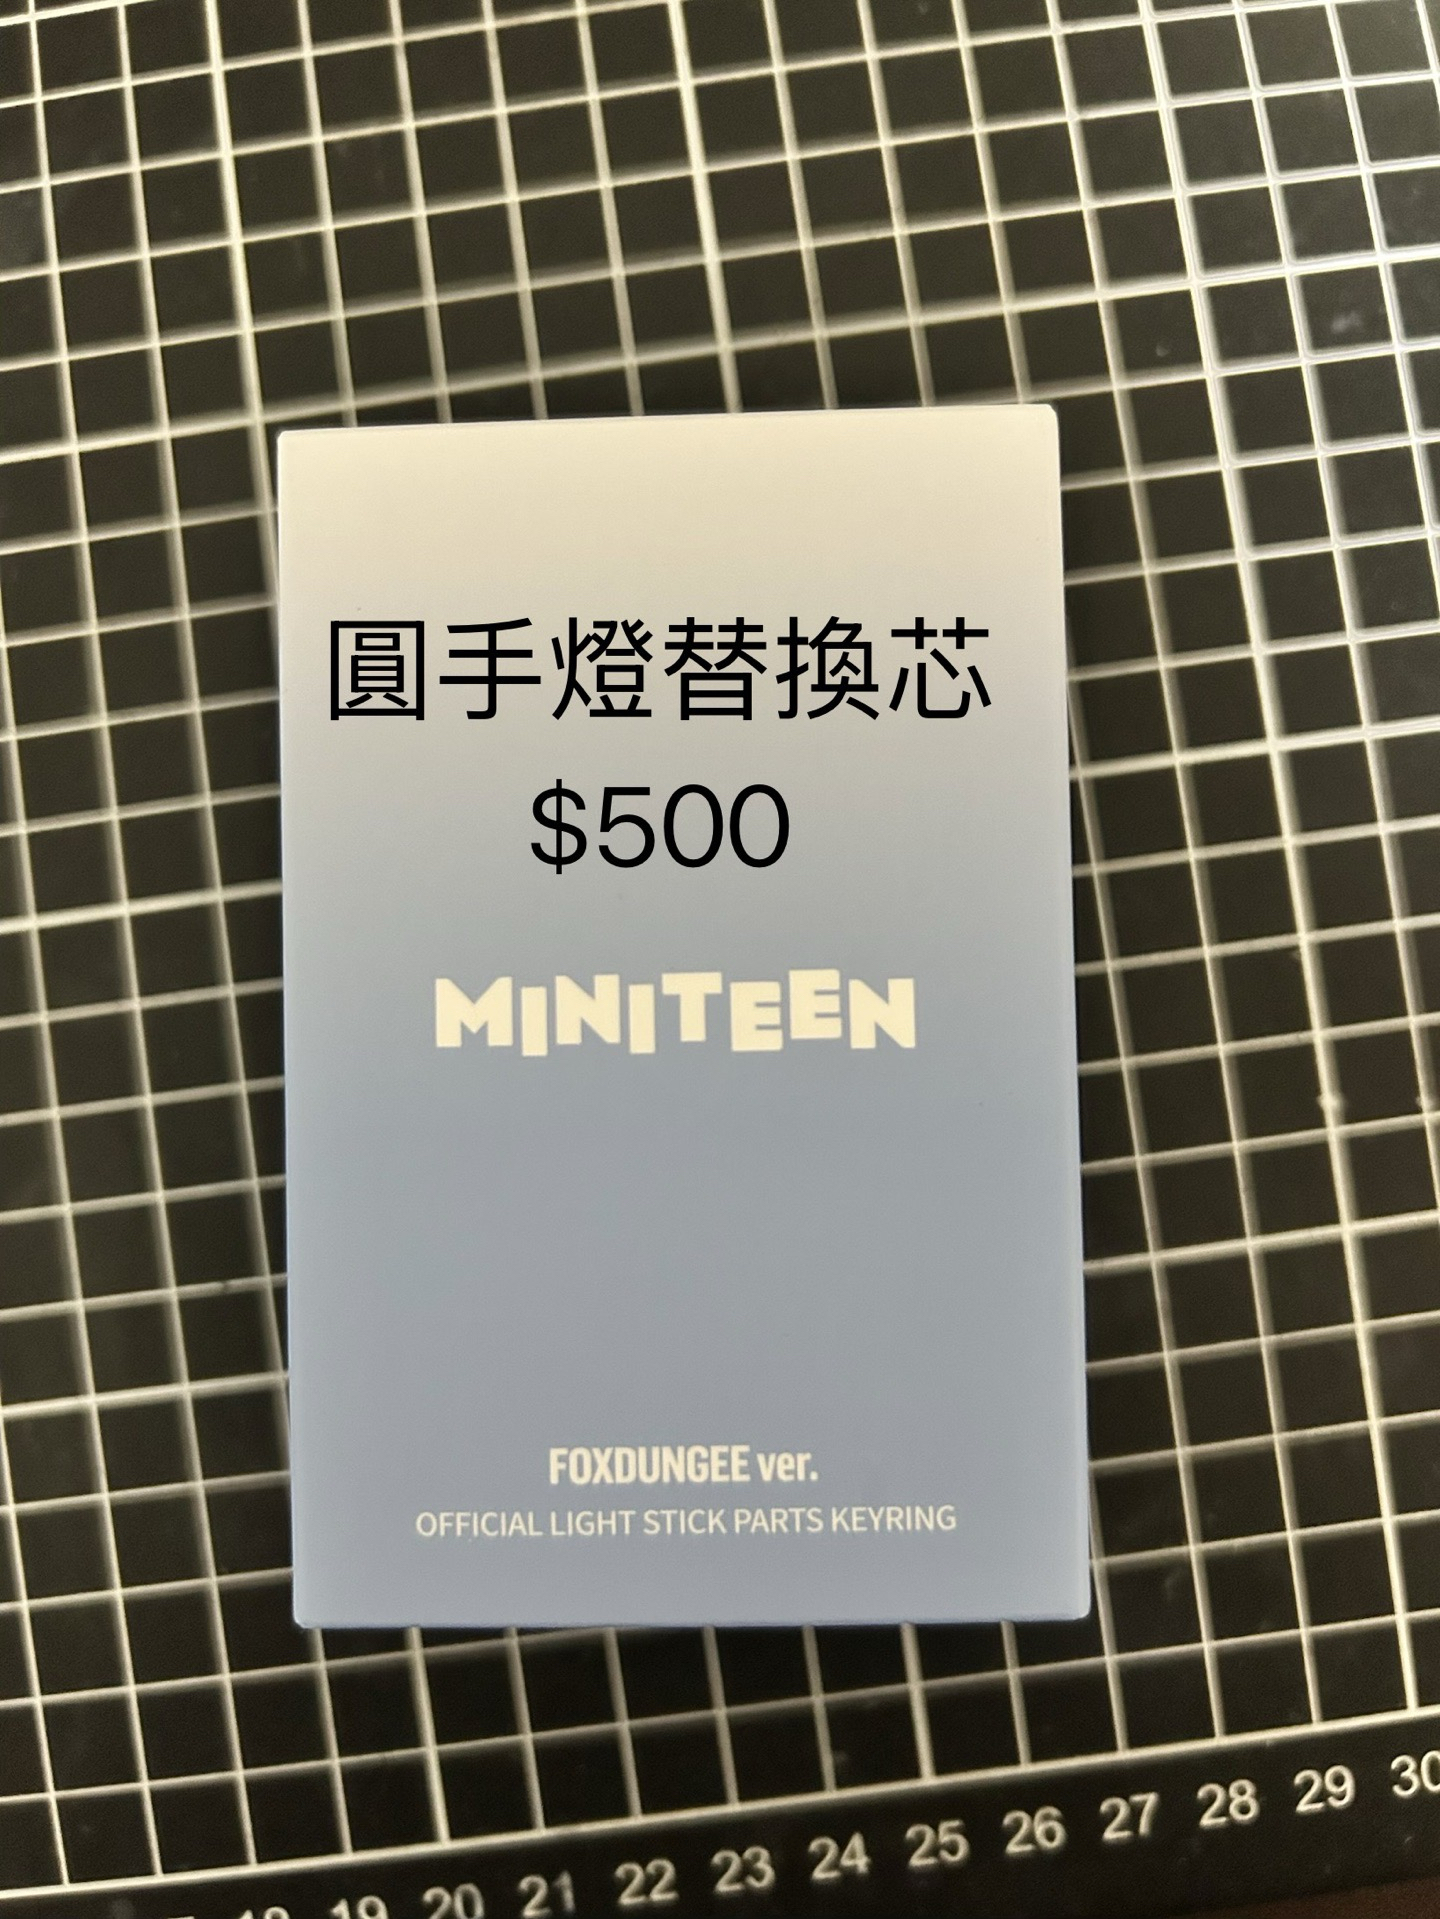 圓手燈替換芯
$500
MINITEEN
FOXDUNGEE ver.
OFFICIAL LIGHT STICK PARTS KEYRING
18 19 20 21 22 23 24 25 26 27 28 29 30